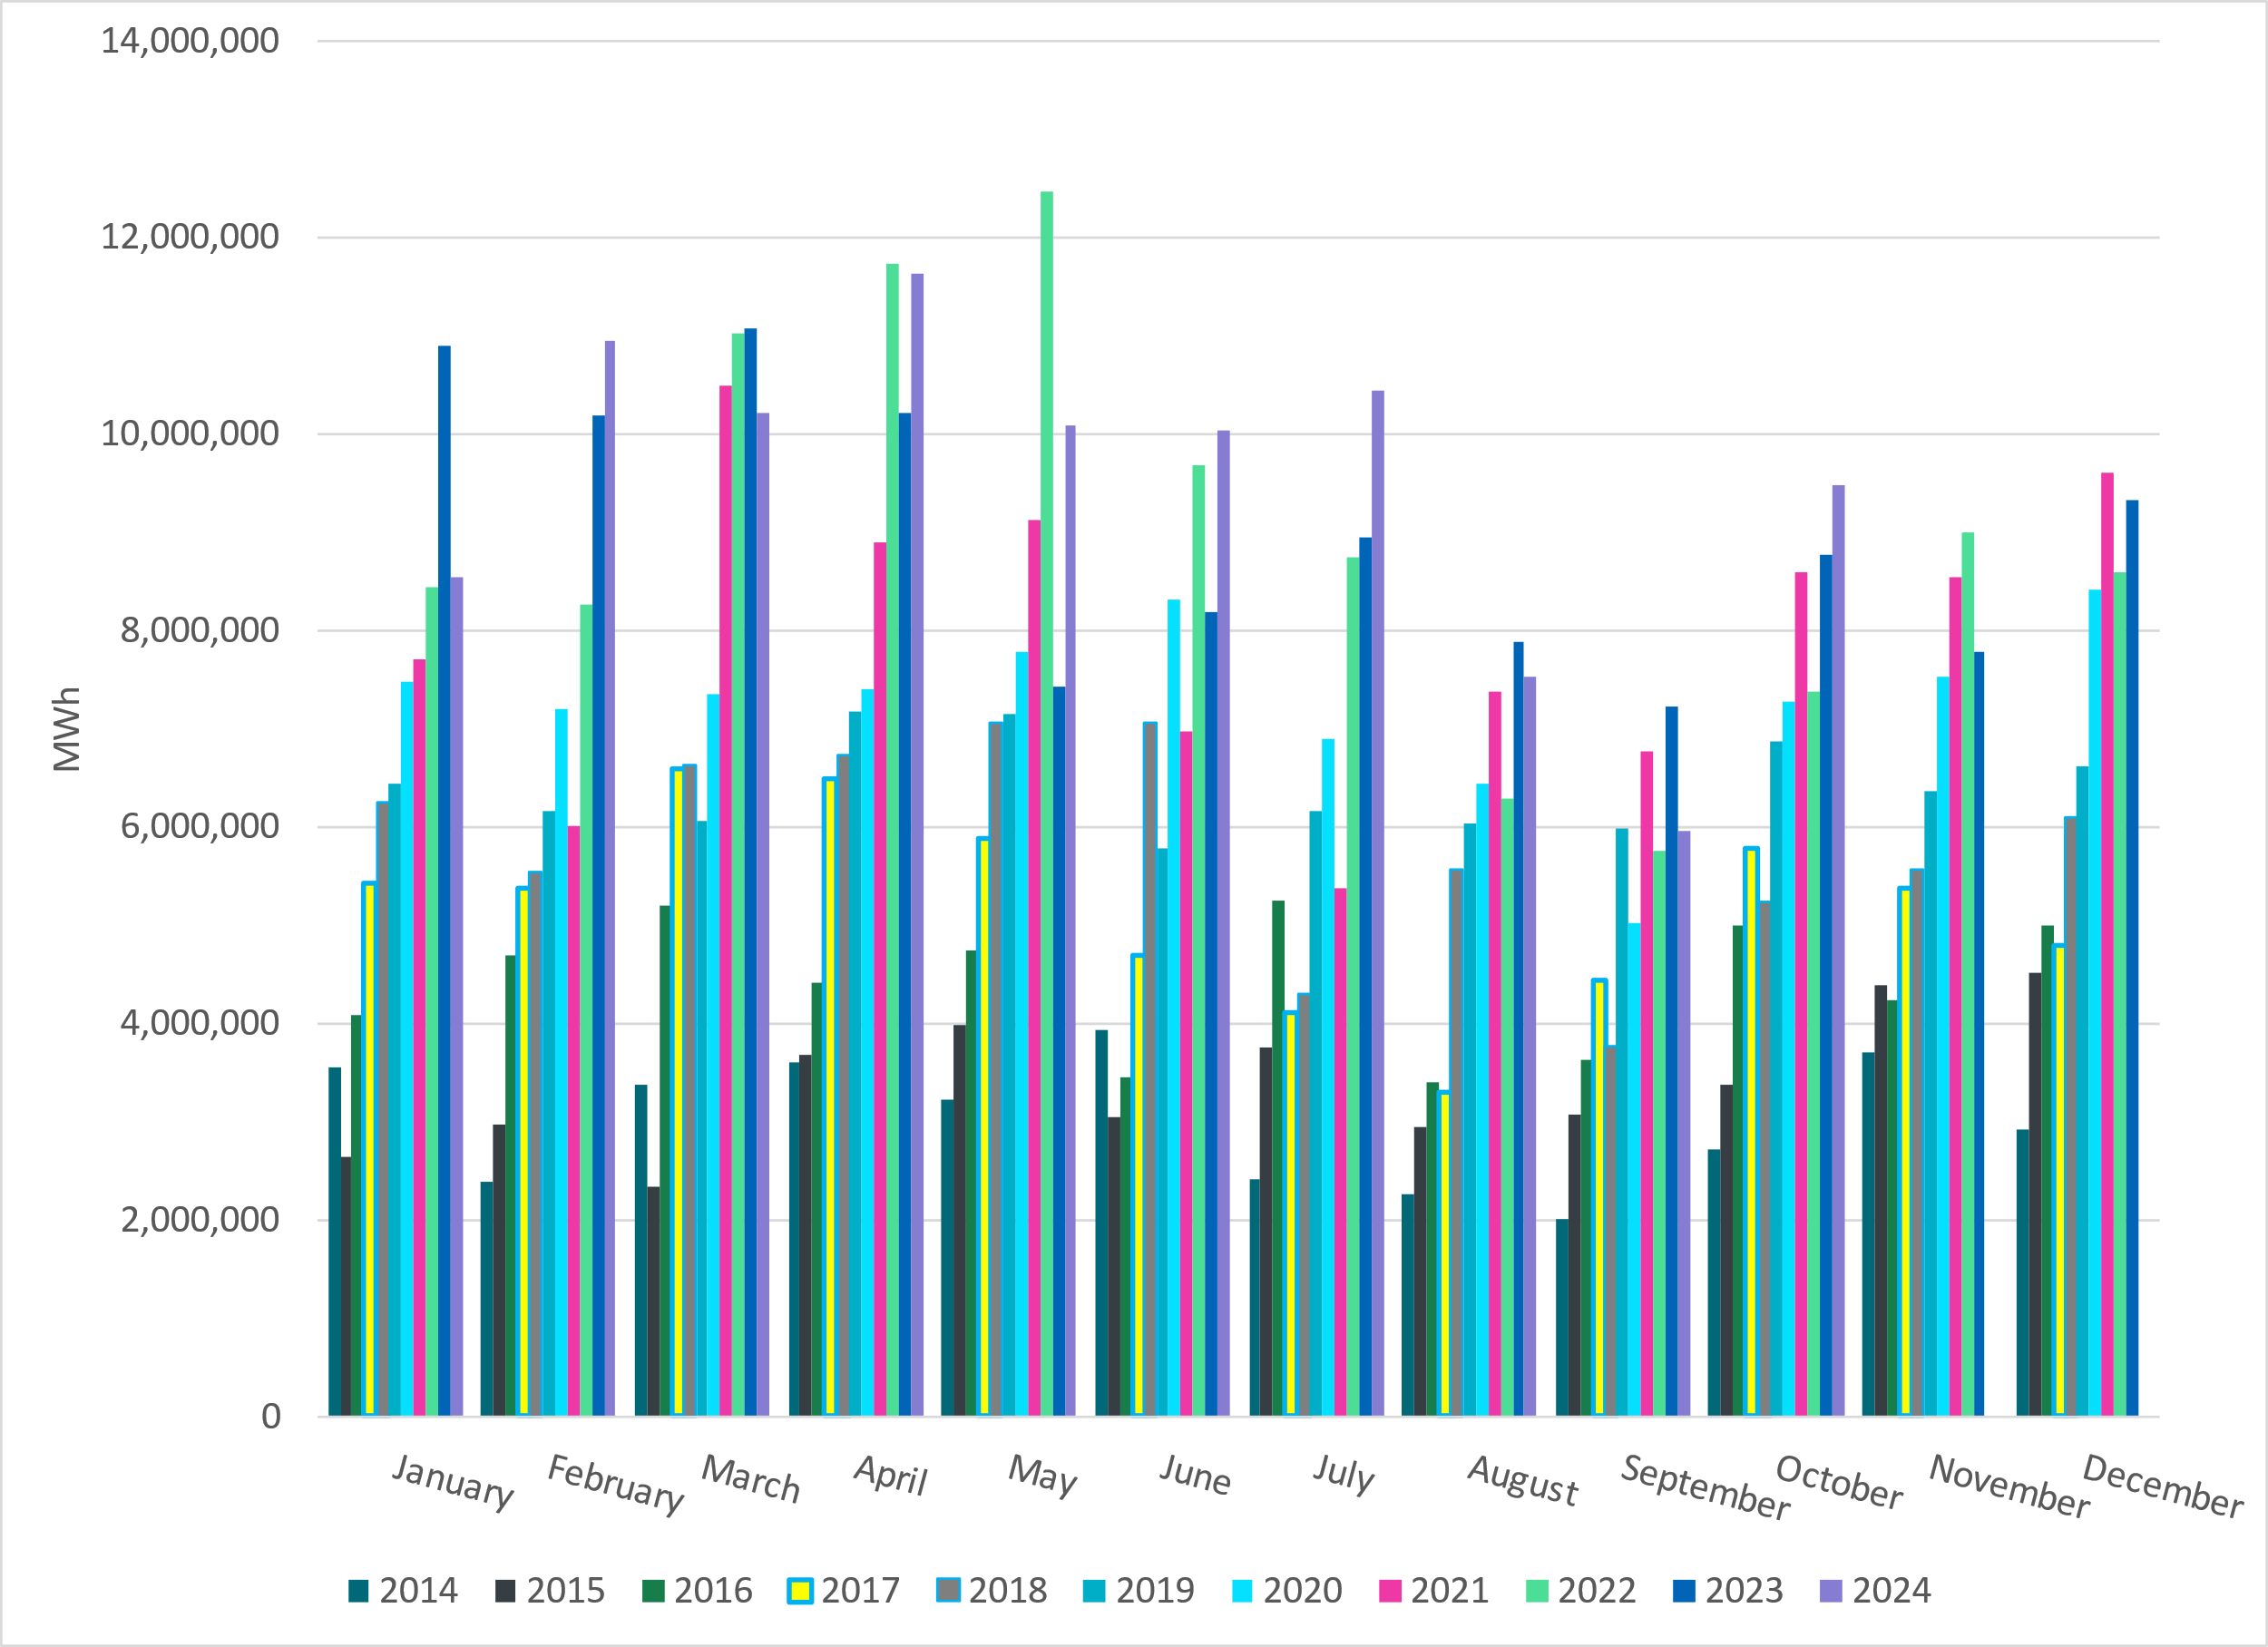 14,000,000
12,000,000
10,000,000
8,000,000
6,000,000
4,000,000
2,000,000
0
MWh
January February March April May June July August September October November December
2014 2015 2016 2017 2018 2019 2020 2021 2022 2023 2024